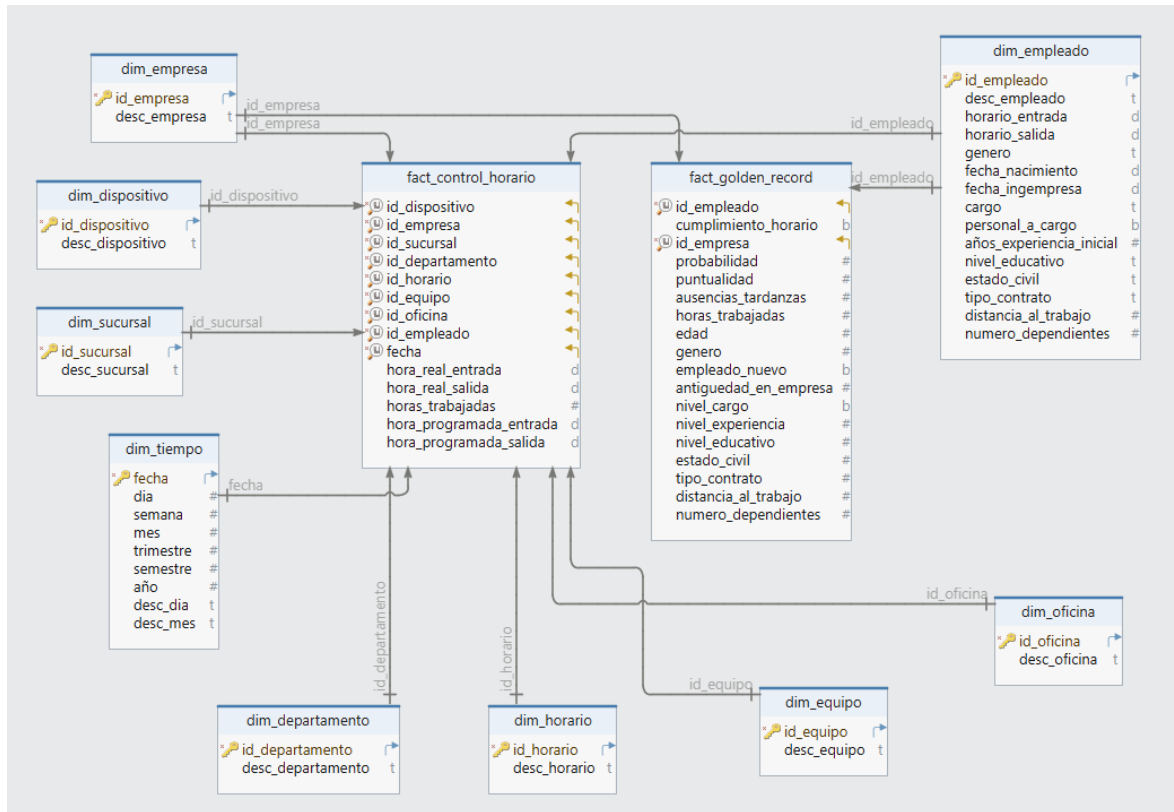 dim_empresa
id_empresa
desc_empresa t
id_empresa
id_empresa
dim_empleado
id_empleado
desc_empleado t
horario_entrada d
horario_salida d
genero t
fecha_nacimiento d
fecha_ingempresa d
cargo t
personal_a_cargo b
años_experiencia_inicial #
nivel_educativo t
estado_civil t
tipo_contrato t
distancia_al_trabajo #
numero_dependientes #
id_empleado
id_empleado
dim_dispositivo
id_dispositivo
desc_dispositivo t
id_dispositivo
fact_control_horario
id_dispositivo
id_empresa
id_sucursal
id_departamento
id_horario
id_equipo
id_oficina
id_empleado
fecha
hora_real_entrada d
hora_real_salida d
horas_trabajadas #
hora_programada_entrada d
hora_programada_salida d
fact_golden_record
id_empleado
cumplimiento_horario b
id_empresa
probabilidad #
puntualidad #
ausencias_tardanzas #
horas_trabajadas #
edad #
genero #
empleado_nuevo b
antiguedad_en_empresa #
nivel_cargo b
nivel_experiencia #
nivel_educativo #
estado_civil #
tipo_contrato #
distancia_al_trabajo #
numero_dependientes #
dim_sucursal
id_sucursal
desc_sucursal t
id_sucursal
dim_tiempo
fecha
dia #
semana #
mes #
trimestre #
semestre #
año #
desc_dia t
desc_mes t
fecha
id_departamento
id_horario
id_equipo
id_oficina
dim_oficina
id_oficina
desc_oficina t
dim_departamento
id_departamento
desc_departamento t
dim_horario
id_horario
desc_horario t
dim_equipo
id_equipo
desc_equipo t